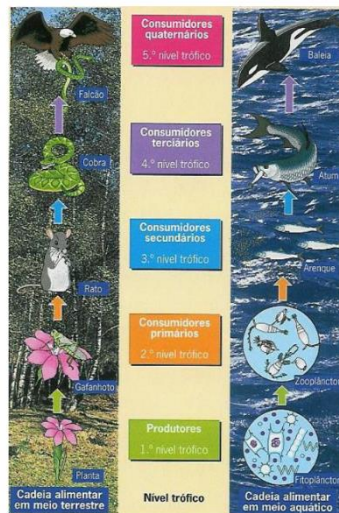 Consumidores
quaternários
5.º nível trófico
Falcão
Baleia
Consumidores
terciários
4.º nível trófico
Cobra
Atum
Consumidores
secundários
3.º nível trófico
Rato
Arenque
Consumidores
primários
2.º nível trófico
Gafanhoto
Zooplâncton
Produtores
1.º nível trófico
Planta
Fitoplâncton
Cadeia alimentar
em meio terrestre
Nível trófico
Cadeia alimentar
em meio aquático